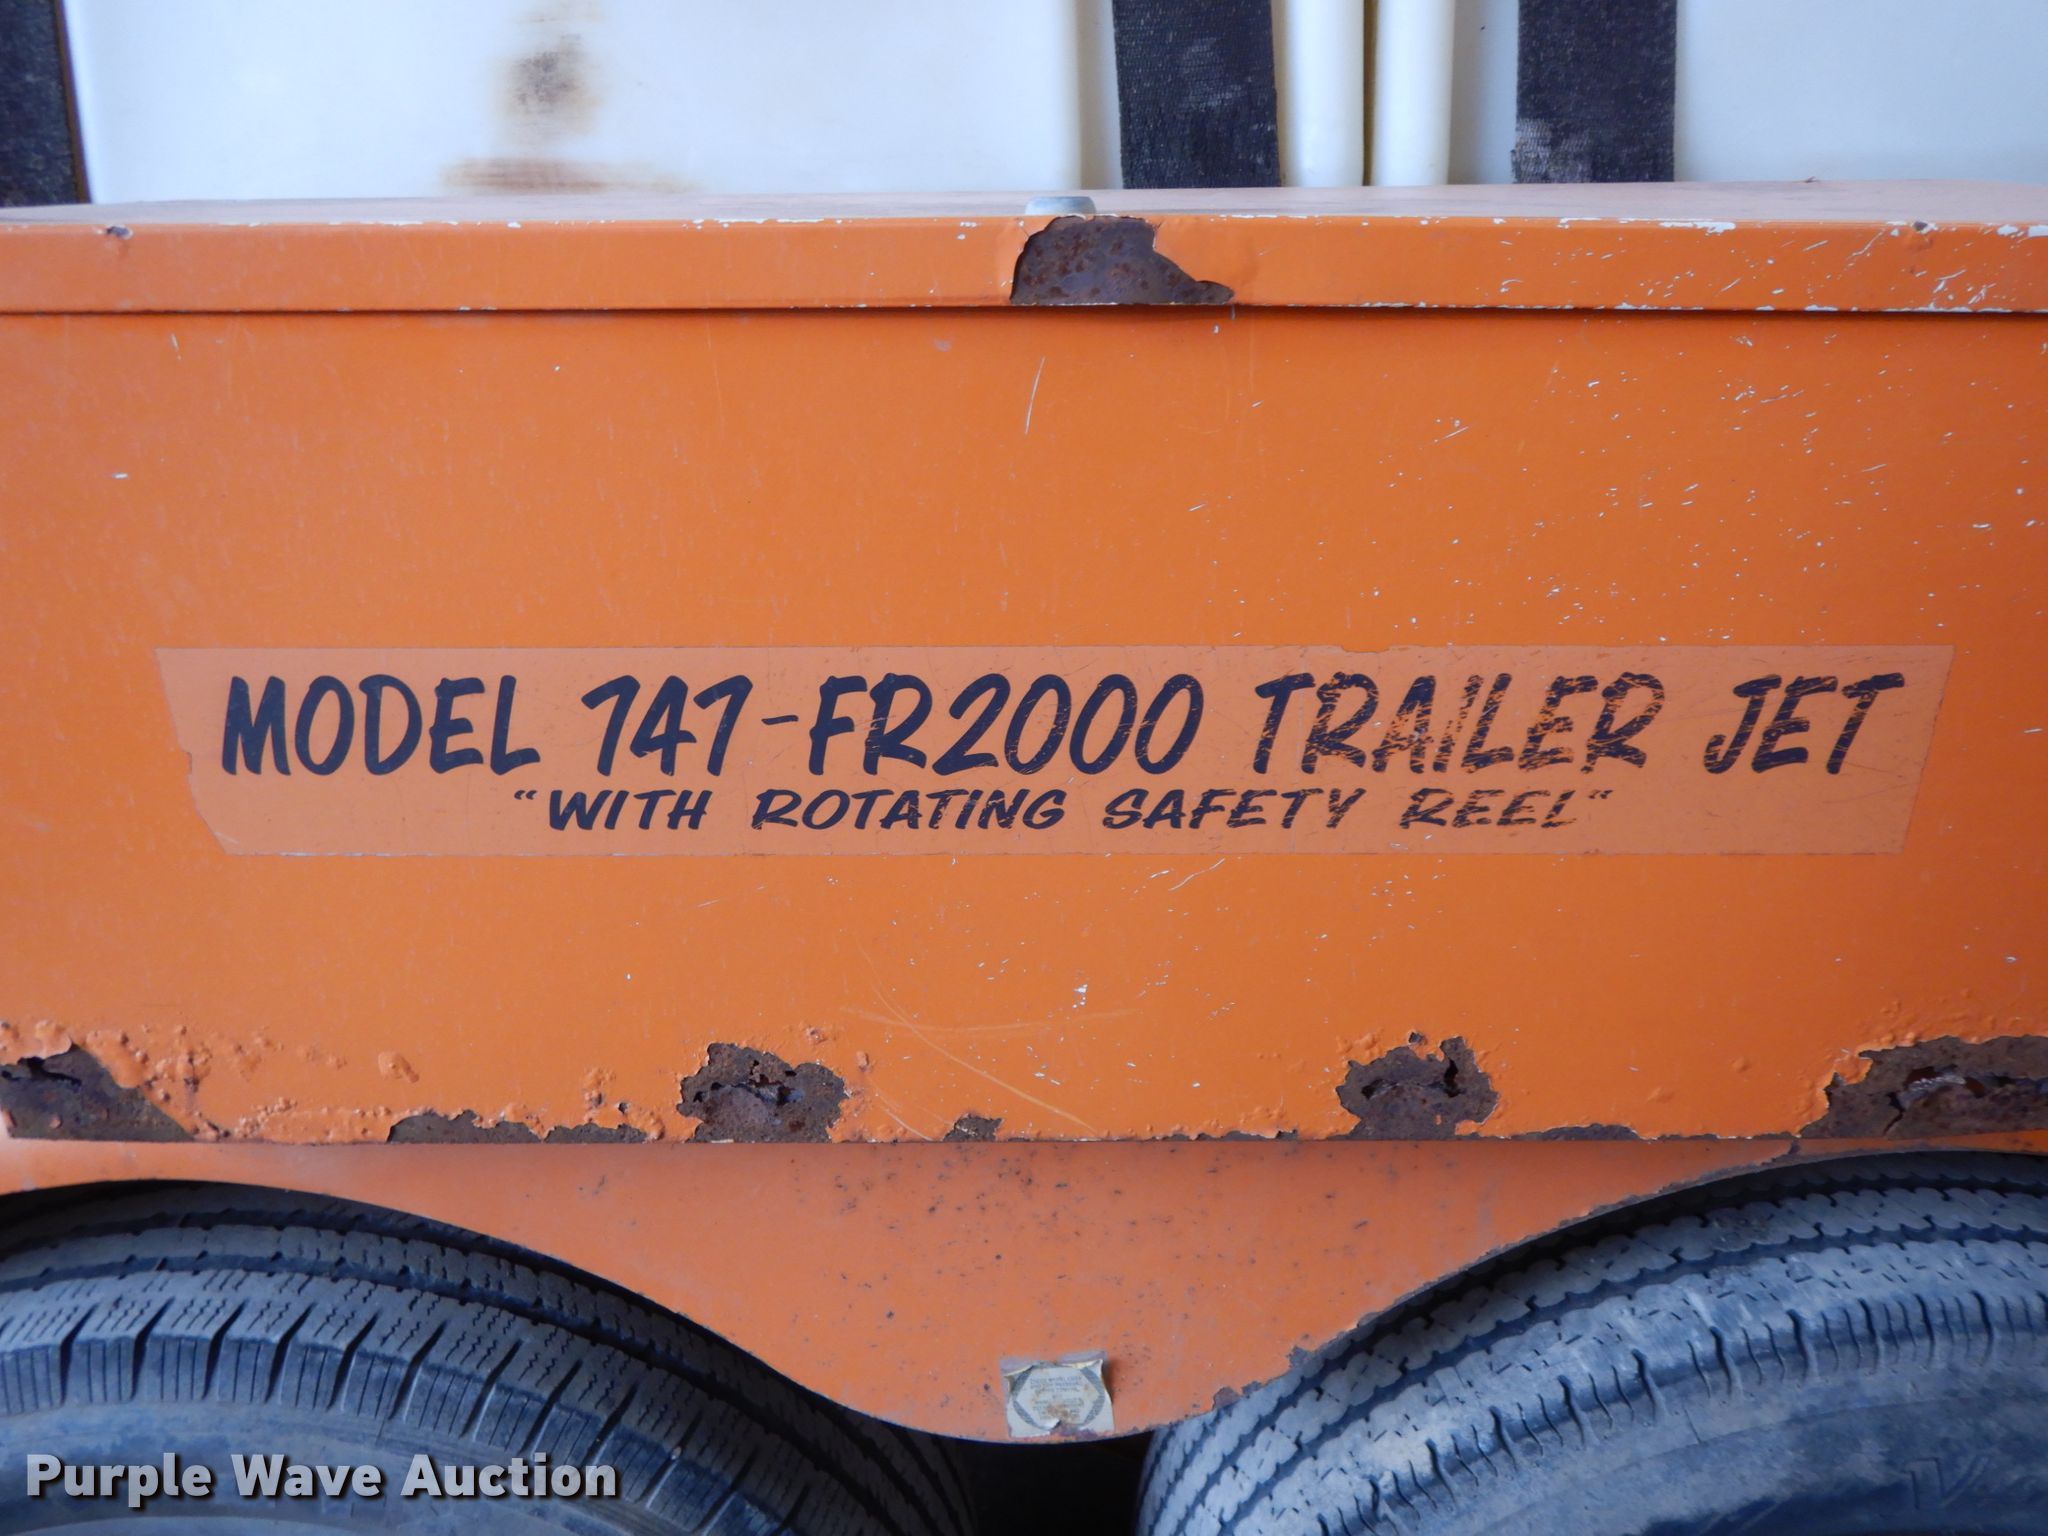 MODEL 747-FR2000 TRAILER JET
"WITH ROTATING SAFETY REEL"
Purple Wave Auction